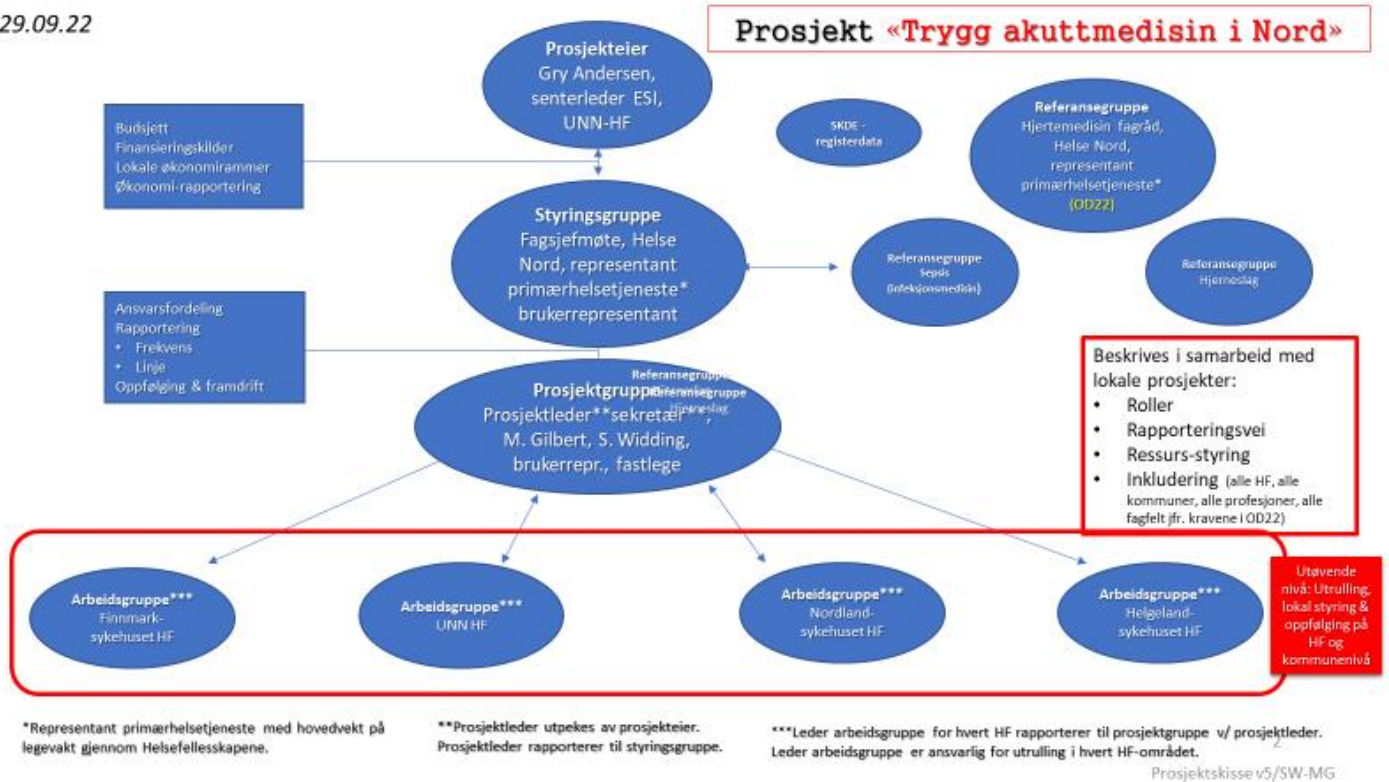 29.09.22
Prosjekt «Trygg akuttmedisin i Nord»
Prosjekteier
Gry Andersen,
senterleder ESI,
UNN-HF
Budsjett
Finansieringskilder
Lokale økonomirammer
Økonomi-rapportering
SKDE -
registerdata
Referansegruppe
Hjertemedisin fagråd,
Helse Nord,
representant
primærhelsetjeneste*
(OD22)
Styringsgruppe
Fagsjefmøte, Helse
Nord, representant
primærhelsetjeneste*
brukerrepresentant
Referansegruppe
Sepsis
(infeksjonsmedisin)
Referansegruppe
Hjerneslag
Ansvarsfordeling
Rapportering
• Frekvens
• Linje
Oppfølging & framdrift
Beskrives i samarbeid med
lokale prosjekter:
• Roller
• Rapporteringsvei
• Ressurs-styring
• Inkludering (alle HF, alle
kommuner, alle profesjoner, alle
fagfelt jfr. kravene i OD22)
Prosjektgruppe
Prosjektleder**sekretær**,
M. Gilbert, S. Widding,
brukerrepr., fastlege
Referansegruppe
Referansegruppe
Hjerneslag
Arbeidsgruppe***
Finnmark-
sykehuset HF
Arbeidsgruppe***
UNN HF
Arbeidsgruppe***
Nordland-
sykehuset HF
Arbeidsgruppe***
Helgeland-
sykehuset HF
Utøvende
nivå: Utrulling,
lokal styring &
oppfølging på
HF og
kommunenivå
*Representant primærhelsetjeneste med hovedvekt på
legevakt gjennom Helsefellesskapene.
**Prosjektleder utpekes av prosjekteier.
Prosjektleder rapporterer til styringsgruppe.
***Leder arbeidsgruppe for hvert HF rapporterer til prosjektgruppe v/ prosjektleder.
Leder arbeidsgruppe er ansvarlig for utrulling i hvert HF-området.
2
Prosjektskisse v5/SW-MG